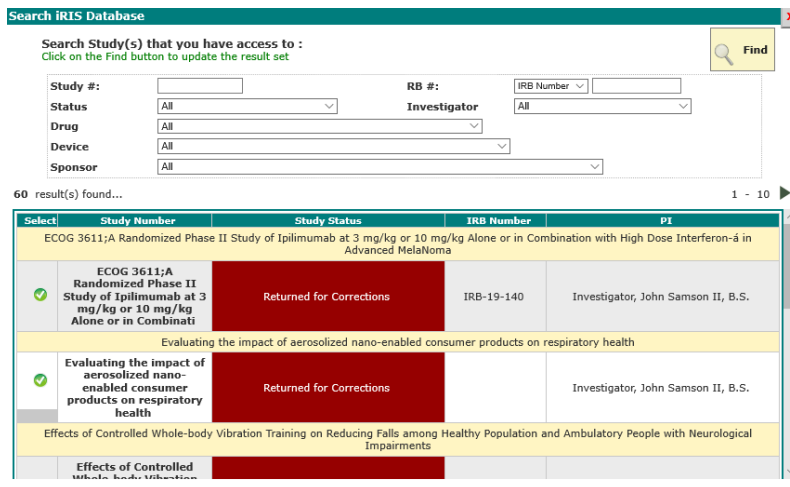 Search iRIS Database
X
Search Study(s) that you have access to :
Click on the Find button to update the result set
Find
Study #:
RB #:
IRB Number
Status
All
Investigator
All
Drug
All
Device
All
Sponsor
All
60 result(s) found...
1 - 10
Select
Study Number
Study Status
IRB Number
PI
ECOG 3611;A Randomized Phase II Study of Ipilimumab at 3 mg/kg or 10 mg/kg Alone or in Combination with High Dose Interferon-á in
Advanced MelaNoma
ECOG 3611;A
Randomized Phase II
Study of Ipilimumab at 3
mg/kg or 10 mg/kg
Alone or in Combinati
Returned for Corrections
IRB-19-140
Investigator, John Samson II, B.S.
Evaluating the impact of aerosolized nano-enabled consumer products on respiratory health
Evaluating the impact of
aerosolized nano-
enabled consumer
products on respiratory
health
Returned for Corrections
Investigator, John Samson II, B.S.
Effects of Controlled Whole-body Vibration Training on Reducing Falls among Healthy Population and Ambulatory People with Neurological
Impairments
Effects of Controlled
Whole-body Vibration